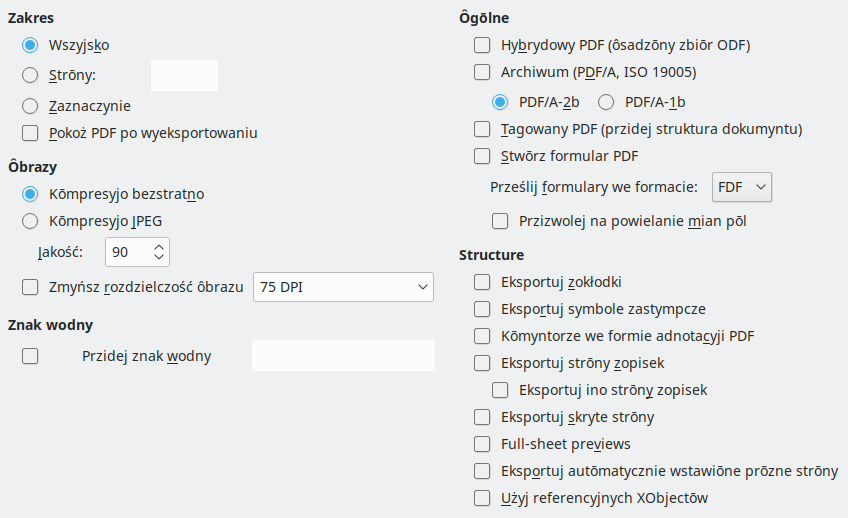 Zakres
Wszyjsko
Strōny:
Zaznaczynie
Pokoż PDF po wyeksportowaniu
Ôbrazy
Kōmpresyjo bezstratno
Kōmpresyjo JPEG
Jakość: 90
Zmyńsz rozdzielczość ôbrazu 75 DPI
Znak wodny
Przidej znak wodny
Ôgōlne
Hybrydowy PDF (ôsadzōny zbiōr ODF)
Archiwum (PDF/A, ISO 19005)
PDF/A-2b PDF/A-1b
Tagowany PDF (przidej struktura dokumyntu)
Stwōrz formular PDF
Prześlij formulary we formacie: FDF
Przizwolej na powielanie mian pōl
Structure
Eksportuj zokłodki
Eksportuj symbole zastympcze
Kōmyntorze we formie adnotacyji PDF
Eksportuj strōny zopisek
Eksportuj ino strōny zopisek
Eksportuj skryte strōny
Full-sheet previews
Eksportuj autōmatycznie wstawiōne prōzne strōny
Użyj referencyjnych XObjectōw